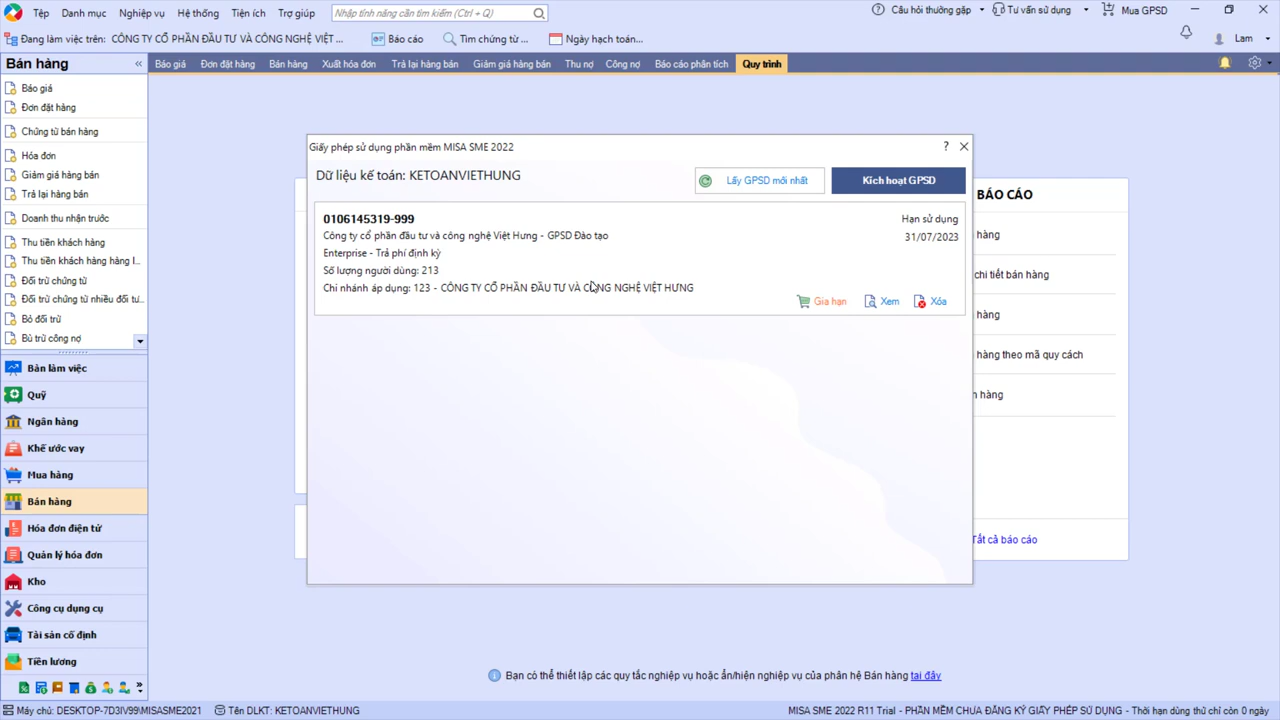 Tệp Danh mục Nghiệp vụ Hệ thống Tiện ích Trợ giúp Nhập tính năng cần tìm kiếm (Ctrl + Q) Câu hỏi thường gặp Tư vấn sử dụng Mua GPSD
Đang làm việc trên: CÔNG TY CỔ PHẦN ĐẦU TƯ VÀ CÔNG NGHỆ VIỆT ... Báo cáo Tìm chứng từ ... Ngày hạch toán... Lam
Bán hàng «
Báo giá Đơn đặt hàng Bán hàng Xuất hóa đơn Trả lại hàng bán Giảm giá hàng bán Thu nợ Công nợ Báo cáo phân tích Quy trình
Báo giá
Đơn đặt hàng
Chứng từ bán hàng
Hóa đơn
Giảm giá hàng bán
Trả lại hàng bán
Doanh thu nhận trước
Thu tiền khách hàng
Thu tiền khách hàng hàng l...
Đối trừ chứng từ
Đối trừ chứng từ nhiều đối tư...
Bỏ đối trừ
Bù trừ công nợ
Bàn làm việc
Quỹ
Ngân hàng
Khế ước vay
Mua hàng
Bán hàng
Hóa đơn điện tử
Quản lý hóa đơn
Kho
Công cụ dụng cụ
Tài sản cố định
Tiền lương
Giấy phép sử dụng phần mềm MISA SME 2022 ?
Dữ liệu kế toán: KETOANVIETHUNG
Lấy GPSD mới nhất Kích hoạt GPSD
0106145319-999 Hạn sử dụng
Công ty cổ phần đầu tư và công nghệ Việt Hưng - GPSD Đào tạo 31/07/2023
Enterprise - Trả phí định kỳ
Số lượng người dùng: 213
Chi nhánh áp dụng: 123 - CÔNG TY CỔ PHẦN ĐẦU TƯ VÀ CÔNG NGHỆ VIỆT HƯNG
Gia hạn Xem Xóa
BÁO CÁO
hàng
chi tiết bán hàng
hàng
hàng theo mã quy cách
hàng
Tất cả báo cáo
Bạn có thể thiết lập các quy tắc nghiệp vụ hoặc ẩn/hiện nghiệp vụ của phân hệ Bán hàng tại đây
Máy chủ: DESKTOP-7D3IV99\MISASME2021 Tên DLKT: KETOANVIETHUNG MISA SME 2022 R11 Trial - PHẦN MỀM CHƯA ĐĂNG KÝ GIẤY PHÉP SỬ DỤNG - Thời hạn dùng thử chỉ còn 0 ngày